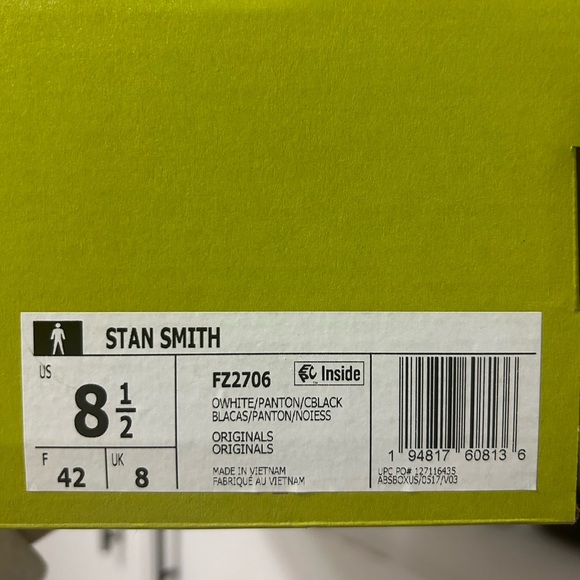 STAN SMITH
US
8 1/2
F 42
UK 8
FZ2706
Inside
OWHITE/PANTON/CBLACK
BLACAS/PANTON/NOIESS
ORIGINALS
ORIGINALS
MADE IN VIETNAM
FABRIQUÉ AU VIETNAM
1 94817 60813 6
UPC PO# 127116435
ABSBOXUS/0517/V03